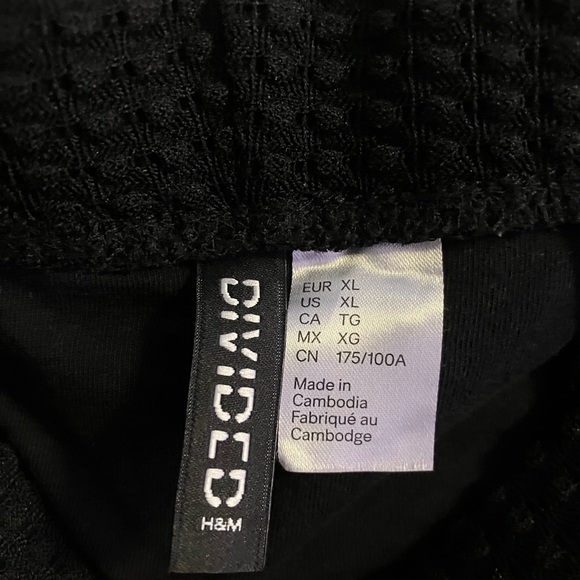 DIVIDED
H&M
EUR XL
US XL
CA TG
MX XG
CN 175/100A
Made in
Cambodia
Fabriqué au
Cambodge